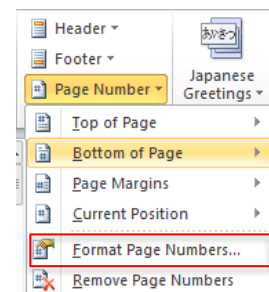 Header
Footer
Page Number
あいさつ
Japanese
Greetings
Top of Page
Bottom of Page
Page Margins
Current Position
Format Page Numbers...
Remove Page Numbers